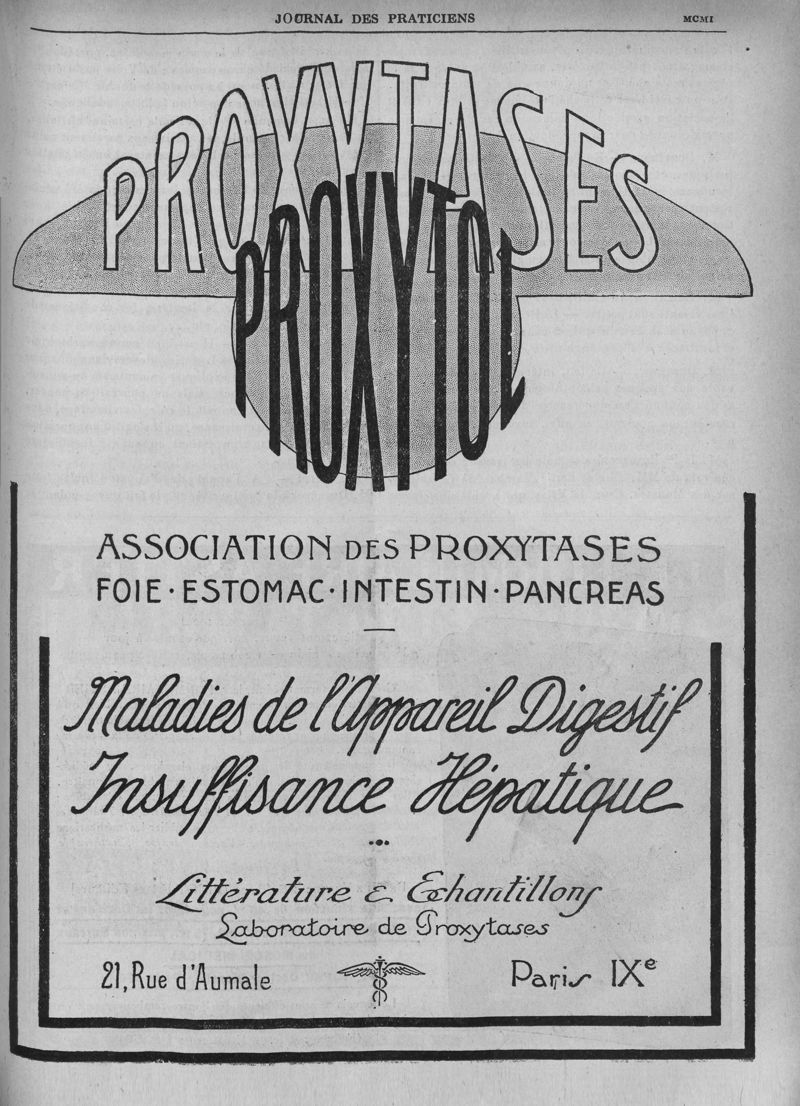 JOURNAL DES PRATICIENS MCMI
PROXYTASES
PROXYTOL
ASSOCIATION DES PROXYTASES
FOIE · ESTOMAC · INTESTIN · PANCREAS
Maladies de l'Appareil Digestif
Insuffisance Hépatique
Littérature & Echantillons
Laboratoire de Proxytases
21, Rue d'Aumale Paris IXe